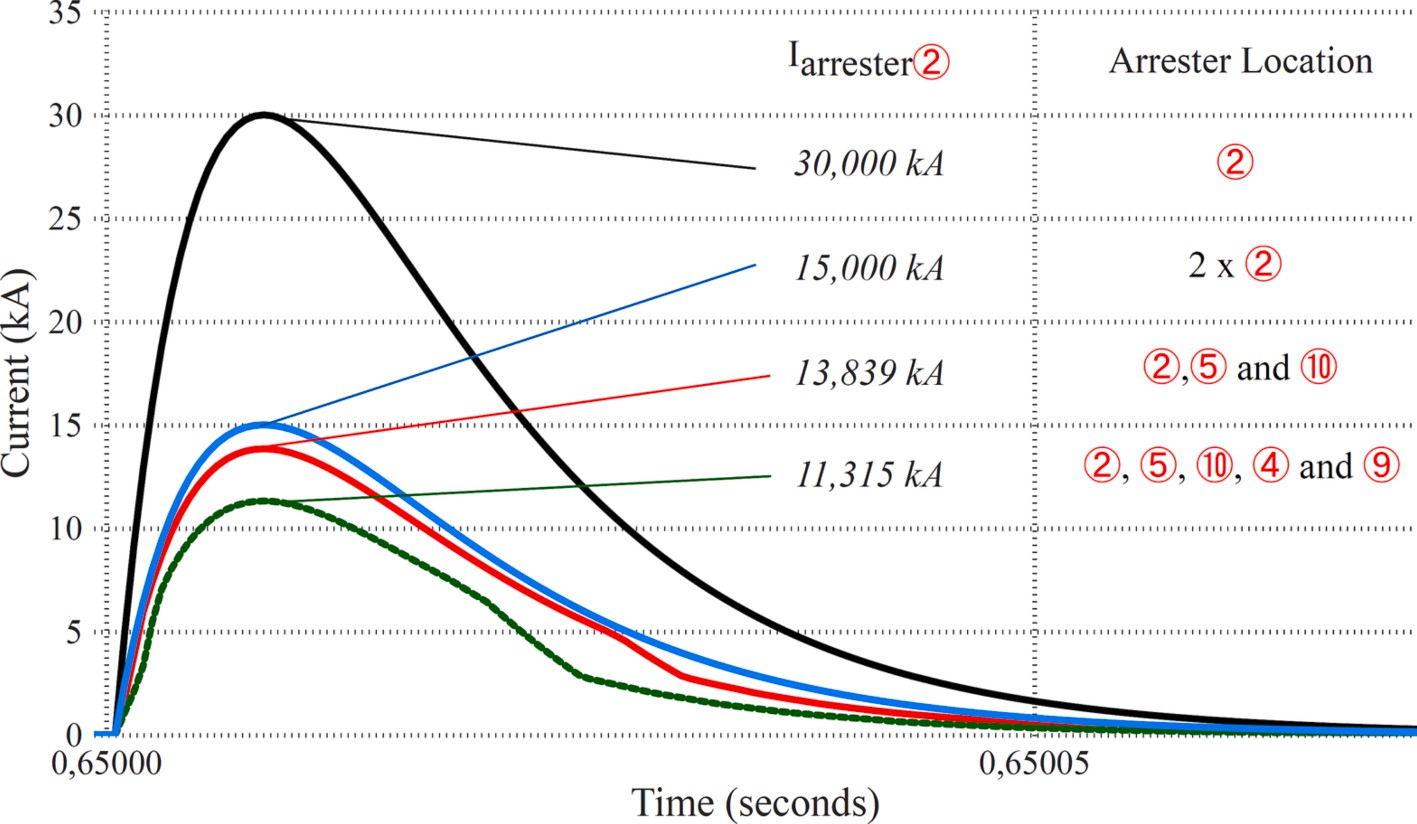 35
30
25
20
15
10
5
0
Current (kA)
0,65000
0,65005
Time (seconds)
Iarrester② Arrester Location
30,000 kA ②
15,000 kA 2 x ②
13,839 kA ②,⑤ and ⑩
11,315 kA ②, ⑤, ⑩, ④ and ⑨